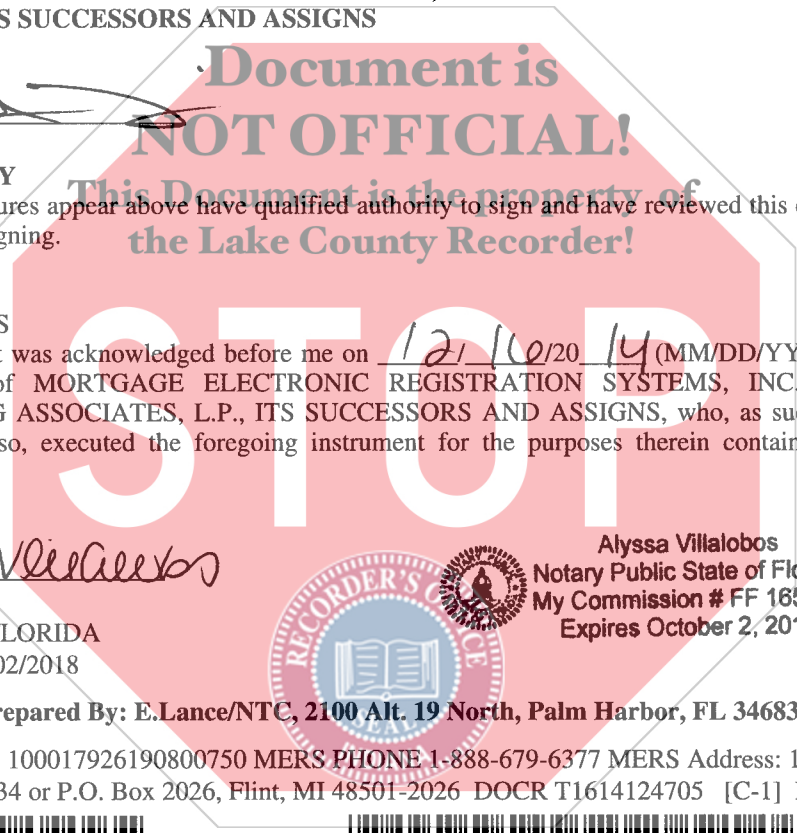 S SUCCESSORS AND ASSIGNS
Document is
NOT OFFICIAL!
Y
This Document is the property of
ures appear above have qualified authority to sign and have reviewed this
gning.
the Lake County Recorder!
S
STOP
t was acknowledged before me on 12/ 16/20 14 (MM/DD/YY
of MORTGAGE ELECTRONIC REGISTRATION SYSTEMS, INC.
G ASSOCIATES, L.P., ITS SUCCESSORS AND ASSIGNS, who, as su
so, executed the foregoing instrument for the purposes therein contain
Villalobos
Alyssa Villalobos
Notary Public State of Flo
My Commission # FF 165
Expires October 2, 201
RECORDER'S OFFICE
SEAL
LORIDA
02/2018
repared By: E.Lance/NTC, 2100 Alt. 19 North, Palm Harbor, FL 34683
100017926190800750 MERS PHONE 1-888-679-6377 MERS Address: 1
34 or P.O. Box 2026, Flint, MI 48501-2026 DOCR T1614124705 [C-1]